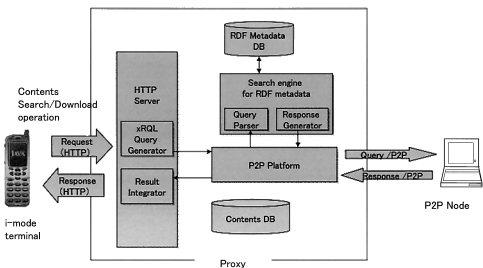 RDF Metadata
DB
Contents
Search/Download
operation
HTTP
Server
Search engine
for RDF metadata
Query
Parser
Response
Generator
JAVA
Request
(HTTP)
xRQL
Query
Generator
P2P Platform
Query /P2P
Response
(HTTP)
Result
Integrator
Response /P2P
Contents DB
P2P Node
i-mode
terminal
Proxy